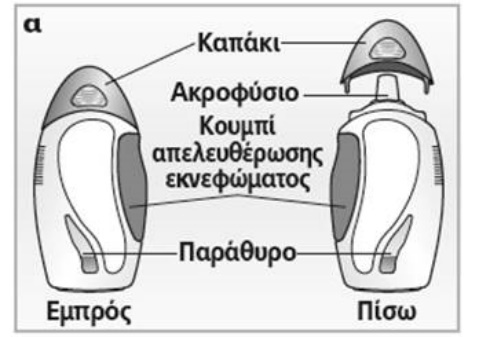 α
Καπάκι
Ακροφύσιο
Κουμπί
απελευθέρωσης
εκνεφώματος
Παράθυρο
Εμπρός
Πίσω